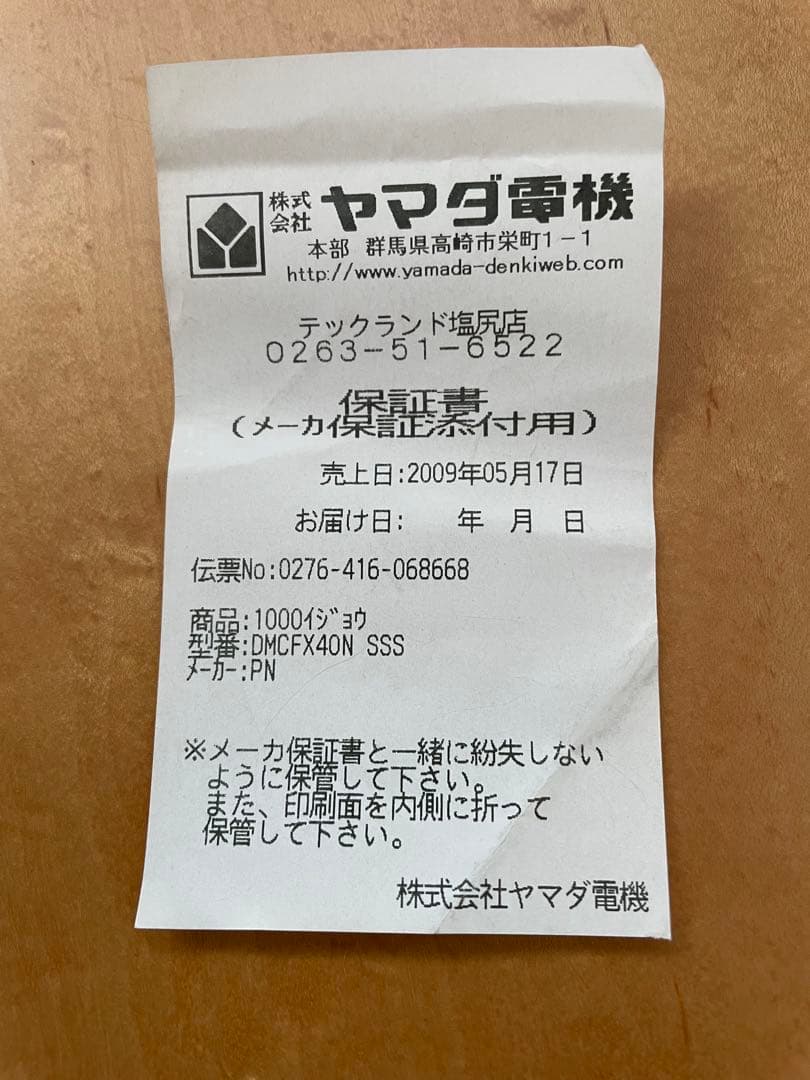 株式会社 ヤマダ電機
本部 群馬県高崎市栄町1-1
http://www.yamada-denkiweb.com
テックランド塩尻店
0263-51-6522
保証書
(メーカ保証添付用)
売上日:2009年05月17日
お届け日: 年 月 日
伝票No:0276-416-068668
商品:1000ｲｼﾞｮｳ
型番:DMCFX40N SSS
ﾒｰｶｰ:PN
※メーカ保証書と一緒に紛失しない
ように保管して下さい。
また、印刷面を内側に折って
保管して下さい。
株式会社ヤマダ電機